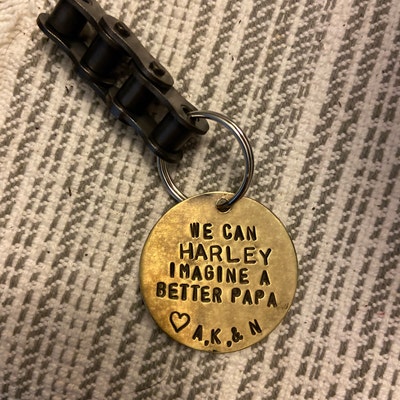 WE CAN
HARLEY
IMAGINE A
BETTER PAPA
♡ A, K, & N